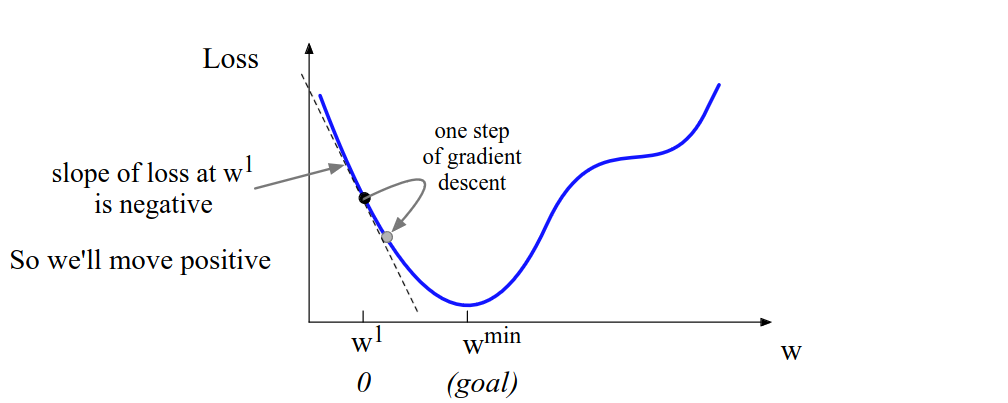 Loss
one step
of gradient
descent
slope of loss at w1
is negative
So we'll move positive
w1
wmin
w
0
(goal)